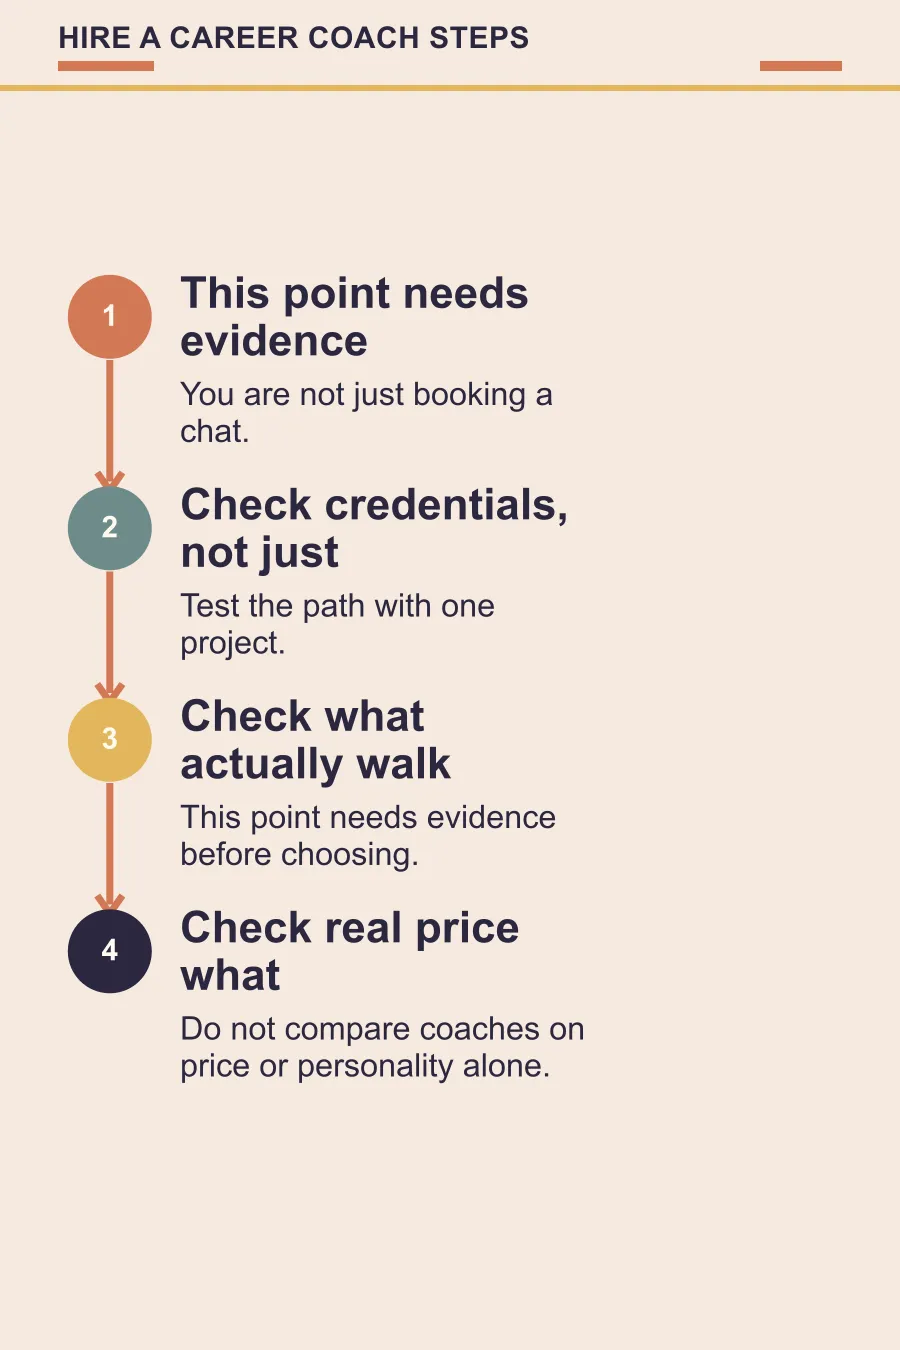 HIRE A CAREER COACH STEPS
1
This point needs
evidence
You are not just booking a
chat.
2
Check credentials,
not just
Test the path with one
project.
3
Check what
actually walk
This point needs evidence
before choosing.
4
Check real price
what
Do not compare coaches on
price or personality alone.